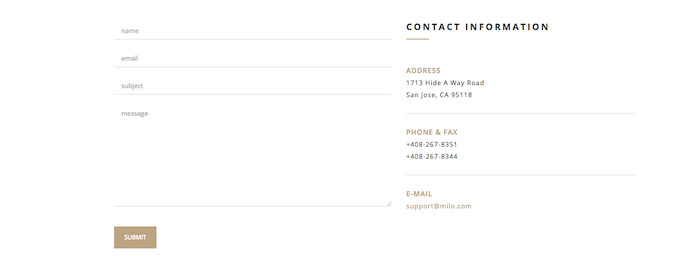 name
email
subject
message
SUBMIT
CONTACT INFORMATION
ADDRESS
1713 Hide A Way Road
San Jose, CA 95118
PHONE & FAX
+408-267-8351
+408-267-8344
E-MAIL
support@milo.com